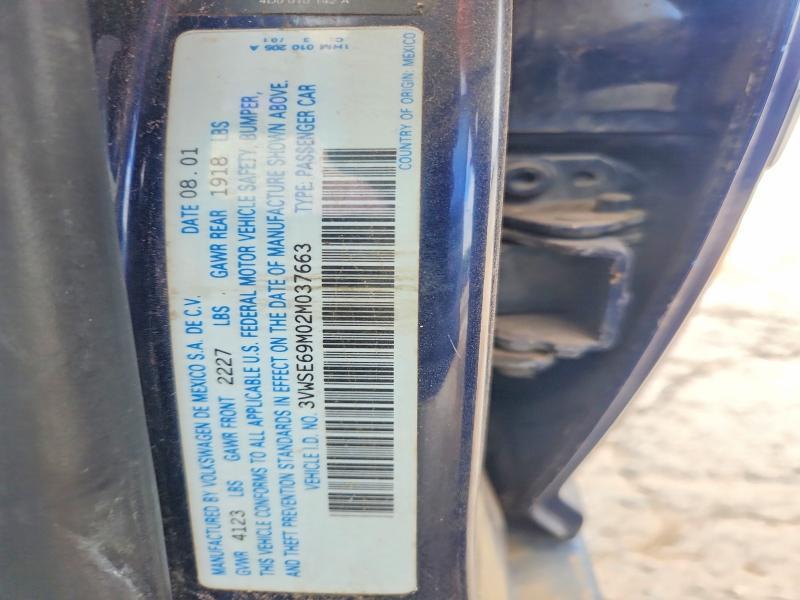 MANUFACTURED BY VOLKSWAGEN DE MEXICO S.A. DE C.V. DATE 08.01
GVWR 4123 LBS GAWR FRONT 2227 LBS. GAWR REAR 1918 LBS
THIS VEHICLE CONFORMS TO ALL APPLICABLE U.S. FEDERAL MOTOR VEHICLE SAFETY, BUMPER,
AND THEFT PREVENTION STANDARDS IN EFFECT ON THE DATE OF MANUFACTURE SHOWN ABOVE.
VEHICLE I.D. NO. 3VWSE69M02M037663 TYPE: PASSENGER CAR
COUNTRY OF ORIGIN: MEXICO